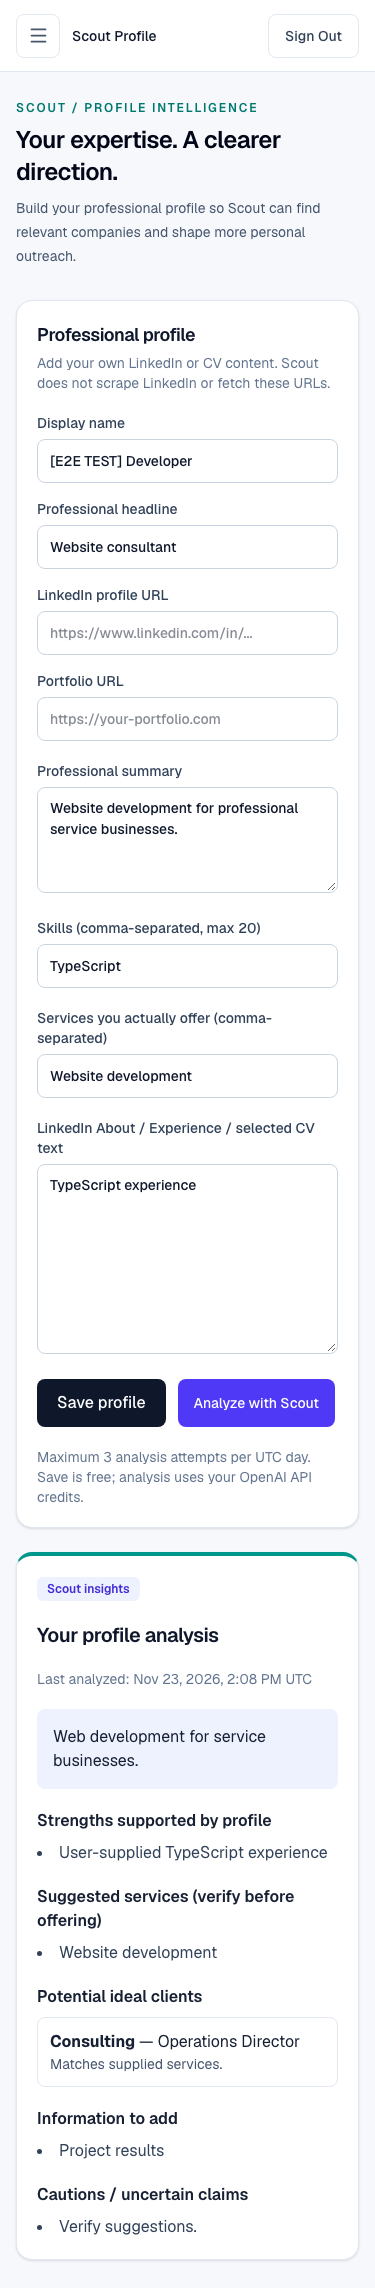 Scout Profile
Sign Out
SCOUT / PROFILE INTELLIGENCE
Your expertise. A clearer
direction.
Build your professional profile so Scout can find
relevant companies and shape more personal
outreach.
Professional profile
Add your own LinkedIn or CV content. Scout
does not scrape LinkedIn or fetch these URLs.
Display name
[E2E TEST] Developer
Professional headline
Website consultant
LinkedIn profile URL
https://www.linkedin.com/in/...
Portfolio URL
https://your-portfolio.com
Professional summary
Website development for professional
service businesses.
Skills (comma-separated, max 20)
TypeScript
Services you actually offer (comma-
separated)
Website development
LinkedIn About / Experience / selected CV
text
TypeScript experience
Save profile
Analyze with Scout
Maximum 3 analysis attempts per UTC day.
Save is free; analysis uses your OpenAI API
credits.
Scout insights
Your profile analysis
Last analyzed: Nov 23, 2026, 2:08 PM UTC
Web development for service
businesses.
Strengths supported by profile
• User-supplied TypeScript experience
Suggested services (verify before
offering)
• Website development
Potential ideal clients
Consulting — Operations Director
Matches supplied services.
Information to add
• Project results
Cautions / uncertain claims
• Verify suggestions.